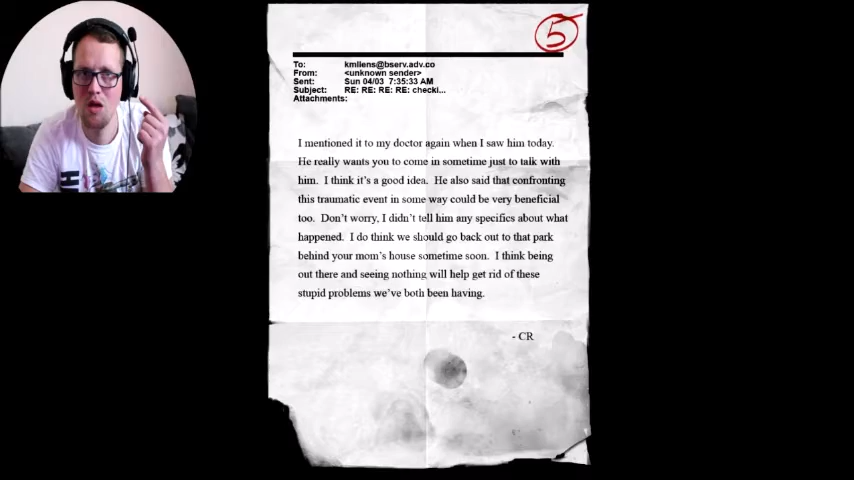 5
To: kmllens@bserv.adv.co
From: <unknown sender>
Sent: Sun 04/03 7:35:33 AM
Subject: RE: RE: RE: RE: checki...
Attachments:
I mentioned it to my doctor again when I saw him today.
He really wants you to come in sometime just to talk with
him. I think it's a good idea. He also said that confronting
this traumatic event in some way could be very beneficial
too. Don't worry, I didn't tell him any specifics about what
happened. I do think we should go back out to that park
behind your mom's house sometime soon. I think being
out there and seeing nothing will help get rid of these
stupid problems we've both been having.
- CR